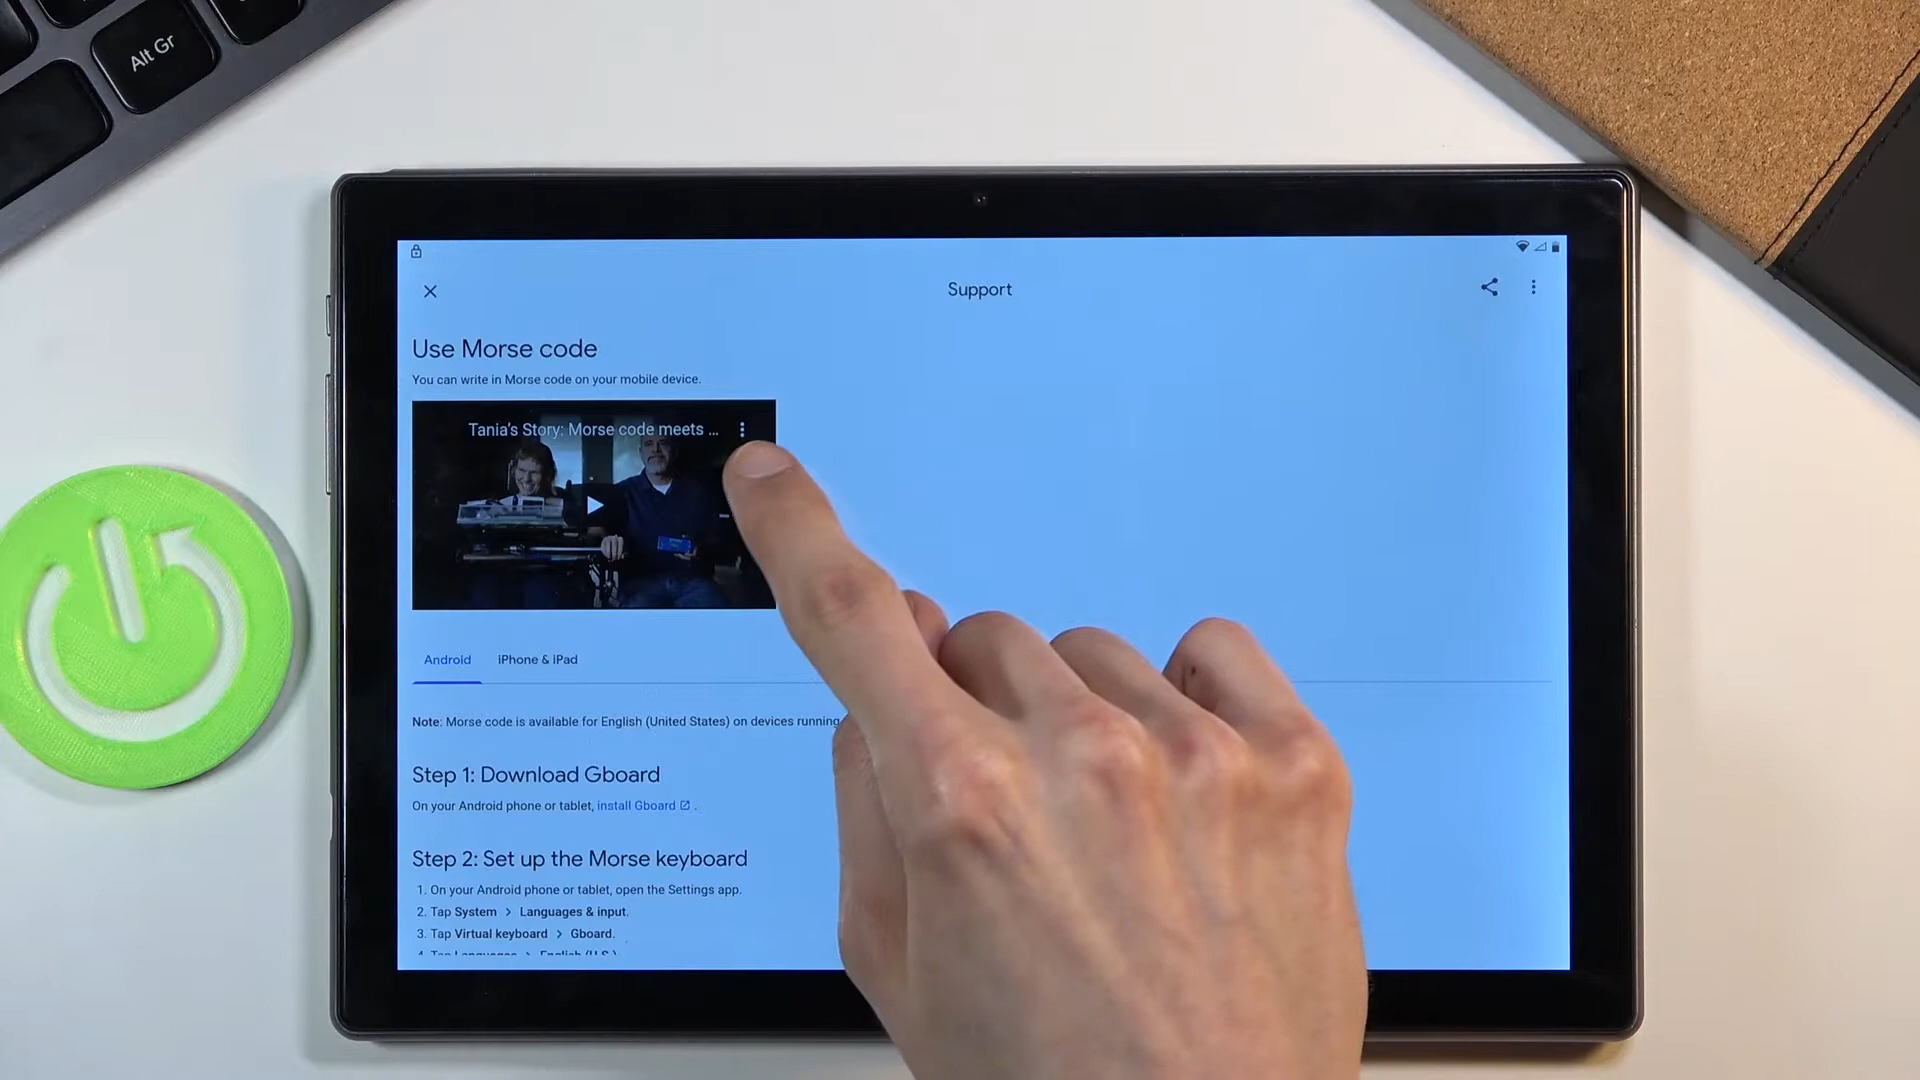 Alt Gr
Support
Use Morse code
You can write in Morse code on your mobile device.
Tania's Story: Morse code meets ...
Android
iPhone & iPad
Note: Morse code is available for English (United States) on devices running
Step 1: Download Gboard
On your Android phone or tablet, install Gboard .
Step 2: Set up the Morse keyboard
1. On your Android phone or tablet, open the Settings app.
2. Tap System > Languages & input.
3. Tap Virtual keyboard > Gboard.
4. Tap Languages > English (U.S.)